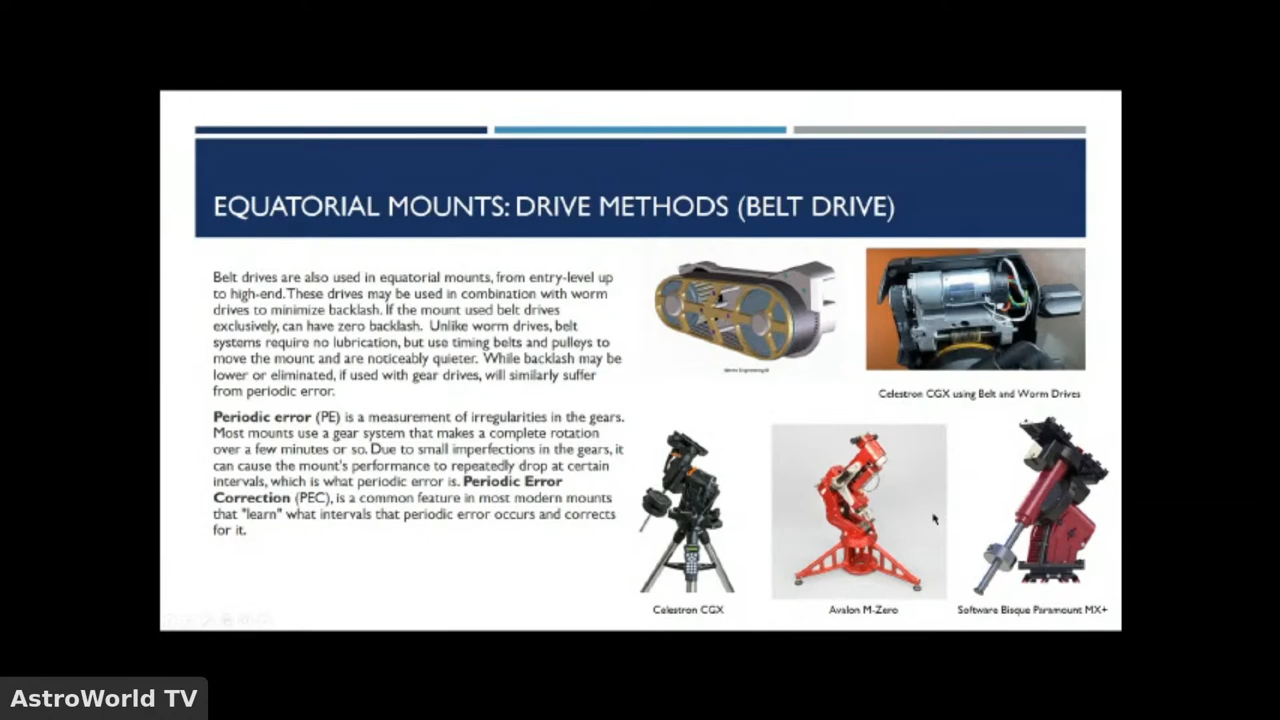 EQUATORIAL MOUNTS: DRIVE METHODS (BELT DRIVE)
Belt drives are also used in equatorial mounts, from entry-level up
to high-end. These drives may be used in combination with worm
drives to minimize backlash. If the mount used belt drives
exclusively, can have zero backlash. Unlike worm drives, belt
systems require no lubrication, but use timing belts and pulleys to
move the mount and are noticeably quieter. While backlash may be
lower or eliminated, if used with gear drives, will similarly suffer
from periodic error.
Periodic error (PE) is a measurement of irregularities in the gears.
Most mounts use a gear system that makes a complete rotation
over a few minutes or so. Due to small imperfections in the gears, it
can cause the mount's performance to repeatedly drop at certain
intervals, which is what periodic error is. Periodic Error
Correction (PEC), is a common feature in most modern mounts
that "learn" what intervals that periodic error occurs and corrects
for it.
Celestron CGX using Belt and Worm Drives
Celestron CGX
Avalon M-Zero
Software Bisque Paramount MX+
AstroWorld TV